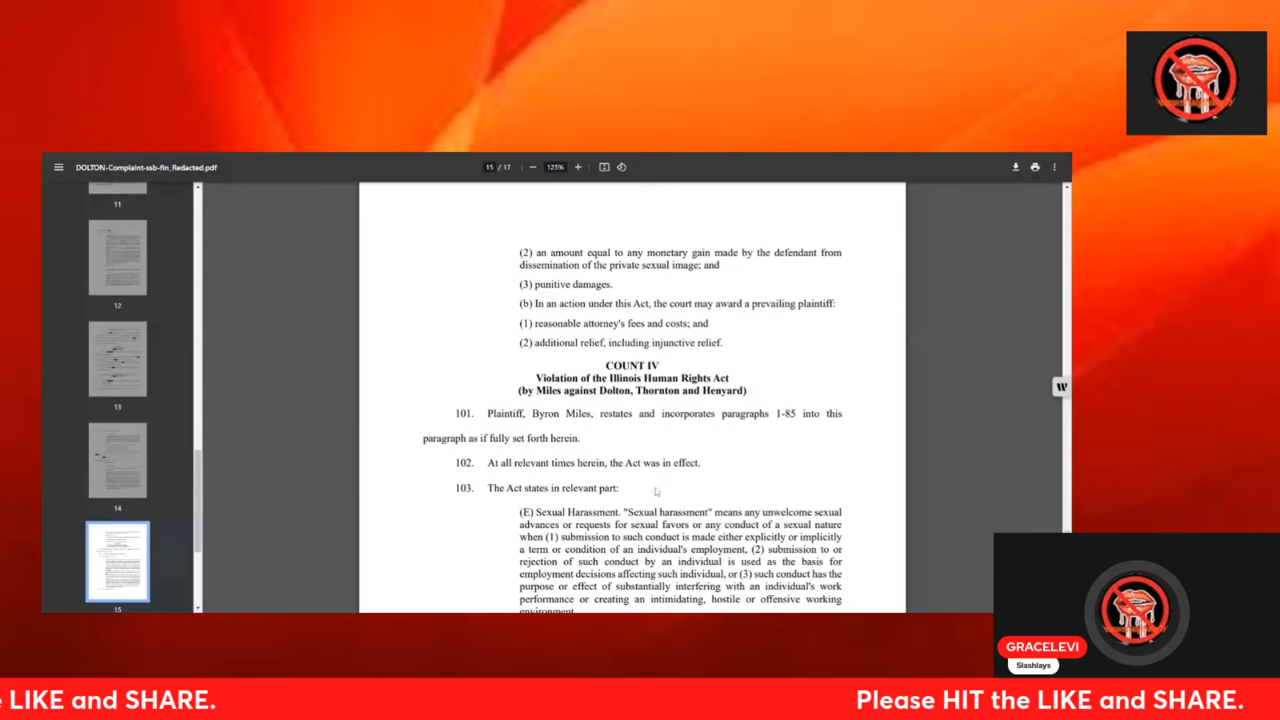 DOLTON-Complaint-ssb-fin_Redacted.pdf
15 / 17
125%
11
12
13
14
15
(2) an amount equal to any monetary gain made by the defendant from
dissemination of the private sexual image; and
(3) punitive damages.
(b) In an action under this Act, the court may award a prevailing plaintiff:
(1) reasonable attorney's fees and costs; and
(2) additional relief, including injunctive relief.
COUNT IV
Violation of the Illinois Human Rights Act
(by Miles against Dolton, Thornton and Henyard)
101. Plaintiff, Byron Miles, restates and incorporates paragraphs 1-85 into this
paragraph as if fully set forth herein.
102. At all relevant times herein, the Act was in effect.
103. The Act states in relevant part:
(E) Sexual Harassment. "Sexual harassment" means any unwelcome sexual
advances or requests for sexual favors or any conduct of a sexual nature
when (1) submission to such conduct is made either explicitly or implicitly
a term or condition of an individual's employment, (2) submission to or
rejection of such conduct by an individual is used as the basis for
employment decisions affecting such individual, or (3) such conduct has the
purpose or effect of substantially interfering with an individual's work
performance or creating an intimidating, hostile or offensive working
environment
W
GRACELEVI
Slashlays
LIKE and SHARE.
Please HIT the LIKE and SHARE.